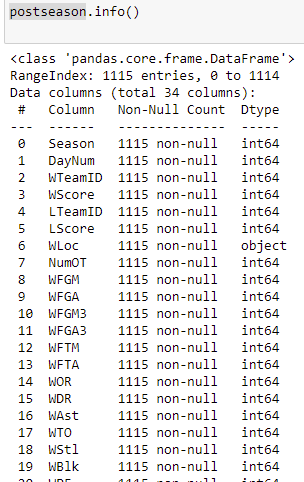 postseason.info()
<class 'pandas.core.frame.DataFrame'>
RangeIndex: 1115 entries, 0 to 1114
Data columns (total 34 columns):
 #   Column   Non-Null Count  Dtype
---  ------   --------------  -----
 0   Season   1115 non-null   int64
 1   DayNum   1115 non-null   int64
 2   WTeamID  1115 non-null   int64
 3   WScore   1115 non-null   int64
 4   LTeamID  1115 non-null   int64
 5   LScore   1115 non-null   int64
 6   WLoc     1115 non-null   object
 7   NumOT    1115 non-null   int64
 8   WFGM     1115 non-null   int64
 9   WFGA     1115 non-null   int64
 10  WFGM3    1115 non-null   int64
 11  WFGA3    1115 non-null   int64
 12  WFTM     1115 non-null   int64
 13  WFTA     1115 non-null   int64
 14  WOR      1115 non-null   int64
 15  WDR      1115 non-null   int64
 16  WAst     1115 non-null   int64
 17  WTO      1115 non-null   int64
 18  WStl     1115 non-null   int64
 19  WBlk     1115 non-null   int64